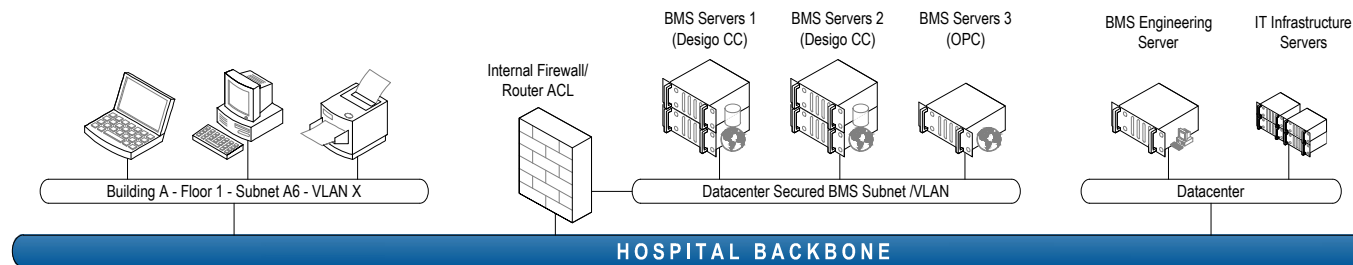 BMS Servers 1
(Desigo CC)
BMS Servers 2
(Desigo CC)
BMS Servers 3
(OPC)
BMS Engineering
Server
IT Infrastructure
Servers
Internal Firewall/
Router ACL
Building A - Floor 1 - Subnet A6 - VLAN X
Datacenter Secured BMS Subnet /VLAN
Datacenter
HOSPITAL BACKBONE